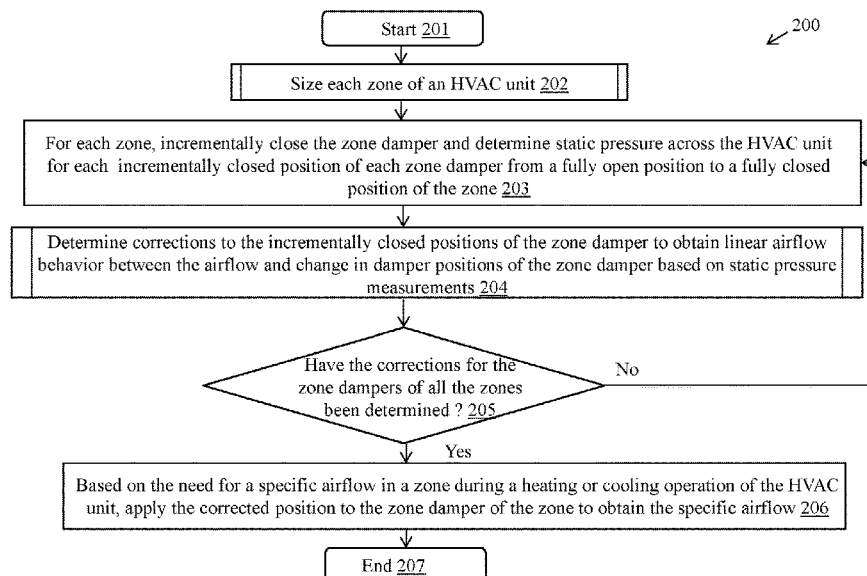 Start 201
200
Size each zone of an HVAC unit 202
For each zone, incrementally close the zone damper and determine static pressure across the HVAC unit
for each incrementally closed position of each zone damper from a fully open position to a fully closed
position of the zone 203
Determine corrections to the incrementally closed positions of the zone damper to obtain linear airflow
behavior between the airflow and change in damper positions of the zone damper based on static pressure
measurements 204
Have the corrections for the
zone dampers of all the zones
been determined ? 205
No
Yes
Based on the need for a specific airflow in a zone during a heating or cooling operation of the HVAC
unit, apply the corrected position to the zone damper of the zone to obtain the specific airflow 206
End 207